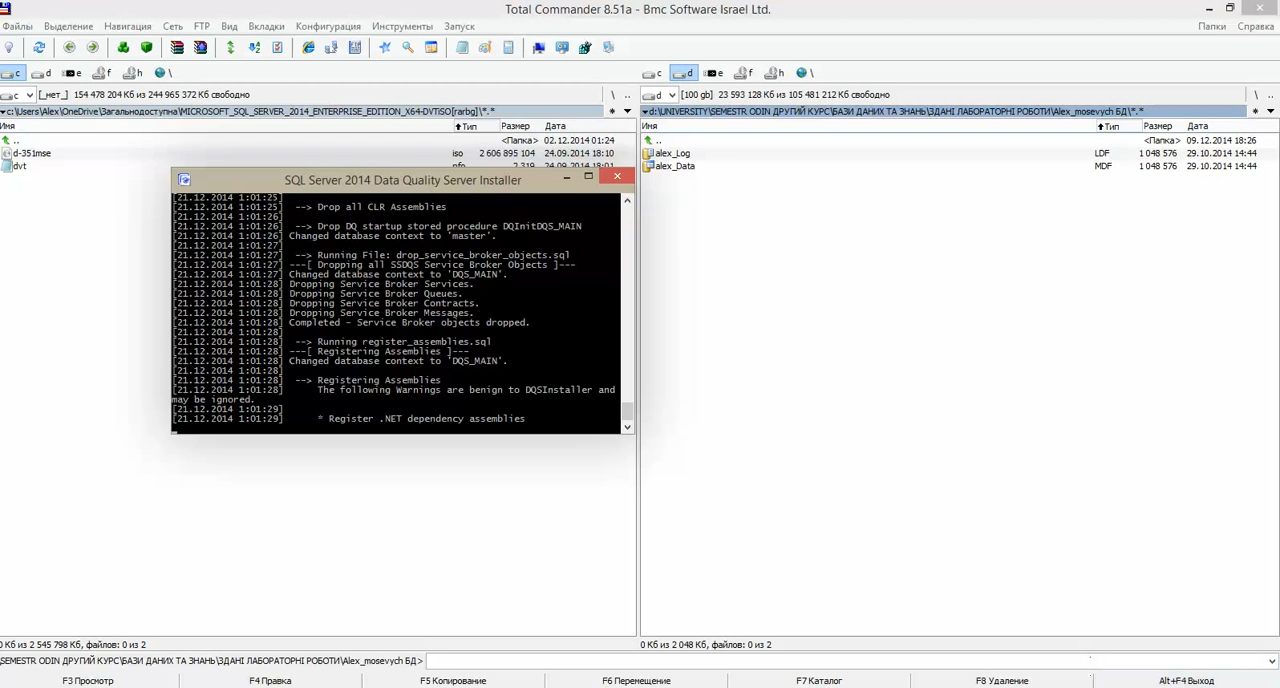 Total Commander 8.51a - Bmc Software Israel Ltd.
Файлы Выделение Навигация Сеть FTP Вид Вкладки Конфигурация Инструменты Запуск Папки Справка
c d e f h \ c d e f h \
c [_нет_] 154 478 204 Кб из 244 965 372 Кб свободно \ .. d [100 gb] 23 593 128 Кб из 105 481 212 Кб свободно \ ..
c:\Users\Alex\OneDrive\Загальнодоступна\MICROSOFT_SQL_SERVER_2014_ENTERPRISE_EDITION_X64-DVTiSO[rarbg]\*.* * d:\UNIVERSITY\SEMESTR ODIN ДРУГИЙ КУРС\БАЗИ ДАНИХ ТА ЗНАНЬ\ЗДАНІ ЛАБОРАТОРНІ РОБОТИ\Alex_mosevych БД\*.* *
Имя Тип Размер Дата Имя Тип Размер Дата
.. <Папка> 02.12.2014 01:24 .. <Папка> 09.12.2014 18:26
d-351mse iso 2 606 895 104 24.09.2014 18:10 alex_Log LDF 1 048 576 29.10.2014 14:44
dvt nfo 2 319 24.09.2014 18:01 alex_Data MDF 1 048 576 29.10.2014 14:44
SQL Server 2014 Data Quality Server Installer
[21.12.2014 1:01:25]
[21.12.2014 1:01:25] --> Drop all CLR Assemblies
[21.12.2014 1:01:26]
[21.12.2014 1:01:26] --> Drop DQ startup stored procedure DQInitDQS_MAIN
[21.12.2014 1:01:26] Changed database context to 'master'.
[21.12.2014 1:01:27]
[21.12.2014 1:01:27] --> Running File: drop_service_broker_objects.sql
[21.12.2014 1:01:27] ---[ Dropping all SSDQS Service Broker Objects ]---
[21.12.2014 1:01:27] Changed database context to 'DQS_MAIN'.
[21.12.2014 1:01:28] Dropping Service Broker Services.
[21.12.2014 1:01:28] Dropping Service Broker Queues.
[21.12.2014 1:01:28] Dropping Service Broker Contracts.
[21.12.2014 1:01:28] Dropping Service Broker Messages.
[21.12.2014 1:01:28] Completed - Service Broker objects dropped.
[21.12.2014 1:01:28]
[21.12.2014 1:01:28] --> Running register_assemblies.sql
[21.12.2014 1:01:28] ---[ Registering Assemblies ]---
[21.12.2014 1:01:28] Changed database context to 'DQS_MAIN'.
[21.12.2014 1:01:28]
[21.12.2014 1:01:28] --> Registering Assemblies
[21.12.2014 1:01:28] The following Warnings are benign to DQSInstaller and
may be ignored.
[21.12.2014 1:01:29]
[21.12.2014 1:01:29] * Register .NET dependency assemblies
0 Кб из 2 545 798 Кб, файлов: 0 из 2 0 Кб из 2 048 Кб, файлов: 0 из 2
SEMESTR ODIN ДРУГИЙ КУРС\БАЗИ ДАНИХ ТА ЗНАНЬ\ЗДАНІ ЛАБОРАТОРНІ РОБОТИ\Alex_mosevych БД>
F3 Просмотр F4 Правка F5 Копирование F6 Перемещение F7 Каталог F8 Удаление Alt+F4 Выход